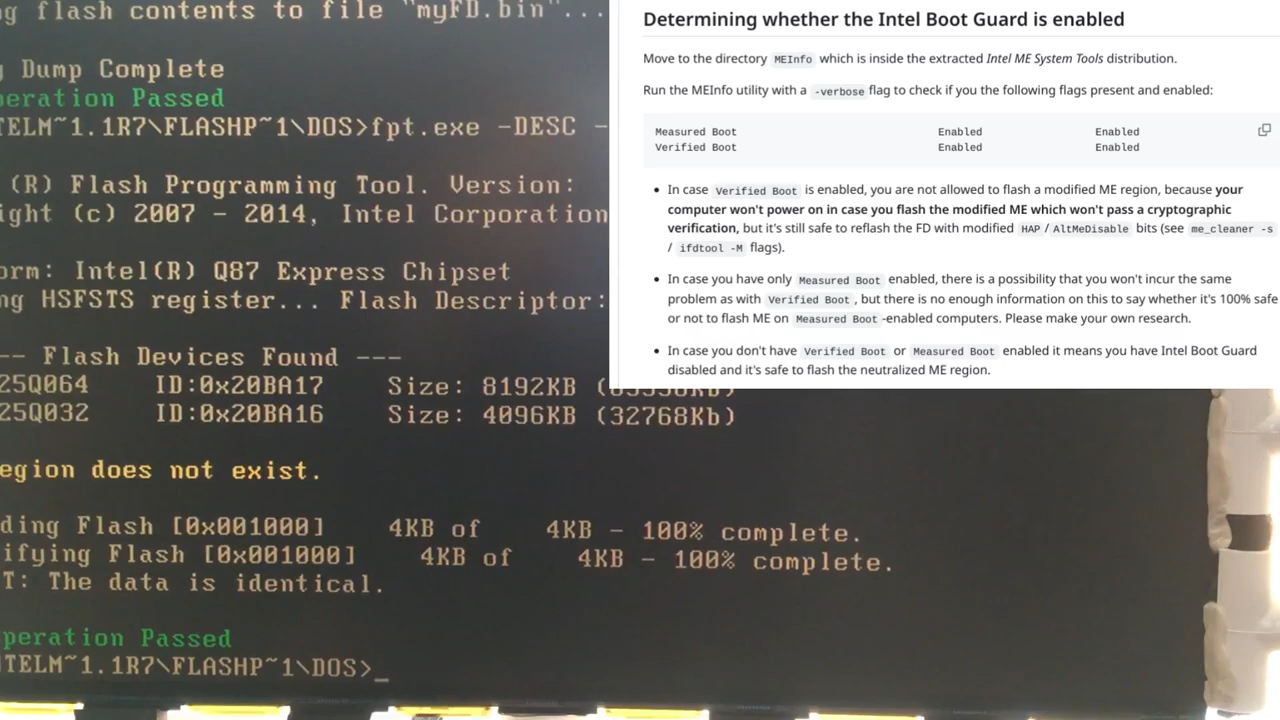 g flash contents to file "myFD.bin"...
g Dump Complete
peration Passed
TELM~1.1R7\FLASHP~1\DOS>fpt.exe -DESC -
(R) Flash Programming Tool. Version:
ight (c) 2007 - 2014, Intel Corporation
orm: Intel(R) Q87 Express Chipset
ng HSFSTS register... Flash Descriptor:
-- Flash Devices Found ---
25Q064 ID:0x20BA17 Size: 8192KB
25Q032 ID:0x20BA16 Size: 4096KB (32768Kb)
egion does not exist.
ding Flash [0x001000] 4KB of 4KB - 100% complete.
ifying Flash [0x001000] 4KB of 4KB - 100% complete.
T: The data is identical.
peration Passed
TELM~1.1R7\FLASHP~1\DOS>_
Determining whether the Intel Boot Guard is enabled
Move to the directory MEInfo which is inside the extracted Intel ME System Tools distribution.
Run the MEInfo utility with a -verbose flag to check if you the following flags present and enabled:
Measured Boot Enabled Enabled
Verified Boot Enabled Enabled
• In case Verified Boot is enabled, you are not allowed to flash a modified ME region, because your
computer won't power on in case you flash the modified ME which won't pass a cryptographic
verification, but it's still safe to reflash the FD with modified HAP / AltMeDisable bits (see me_cleaner -s
/ ifdtool -M flags).
• In case you have only Measured Boot enabled, there is a possibility that you won't incur the same
problem as with Verified Boot , but there is no enough information on this to say whether it's 100% safe
or not to flash ME on Measured Boot -enabled computers. Please make your own research.
• In case you don't have Verified Boot or Measured Boot enabled it means you have Intel Boot Guard
disabled and it's safe to flash the neutralized ME region.